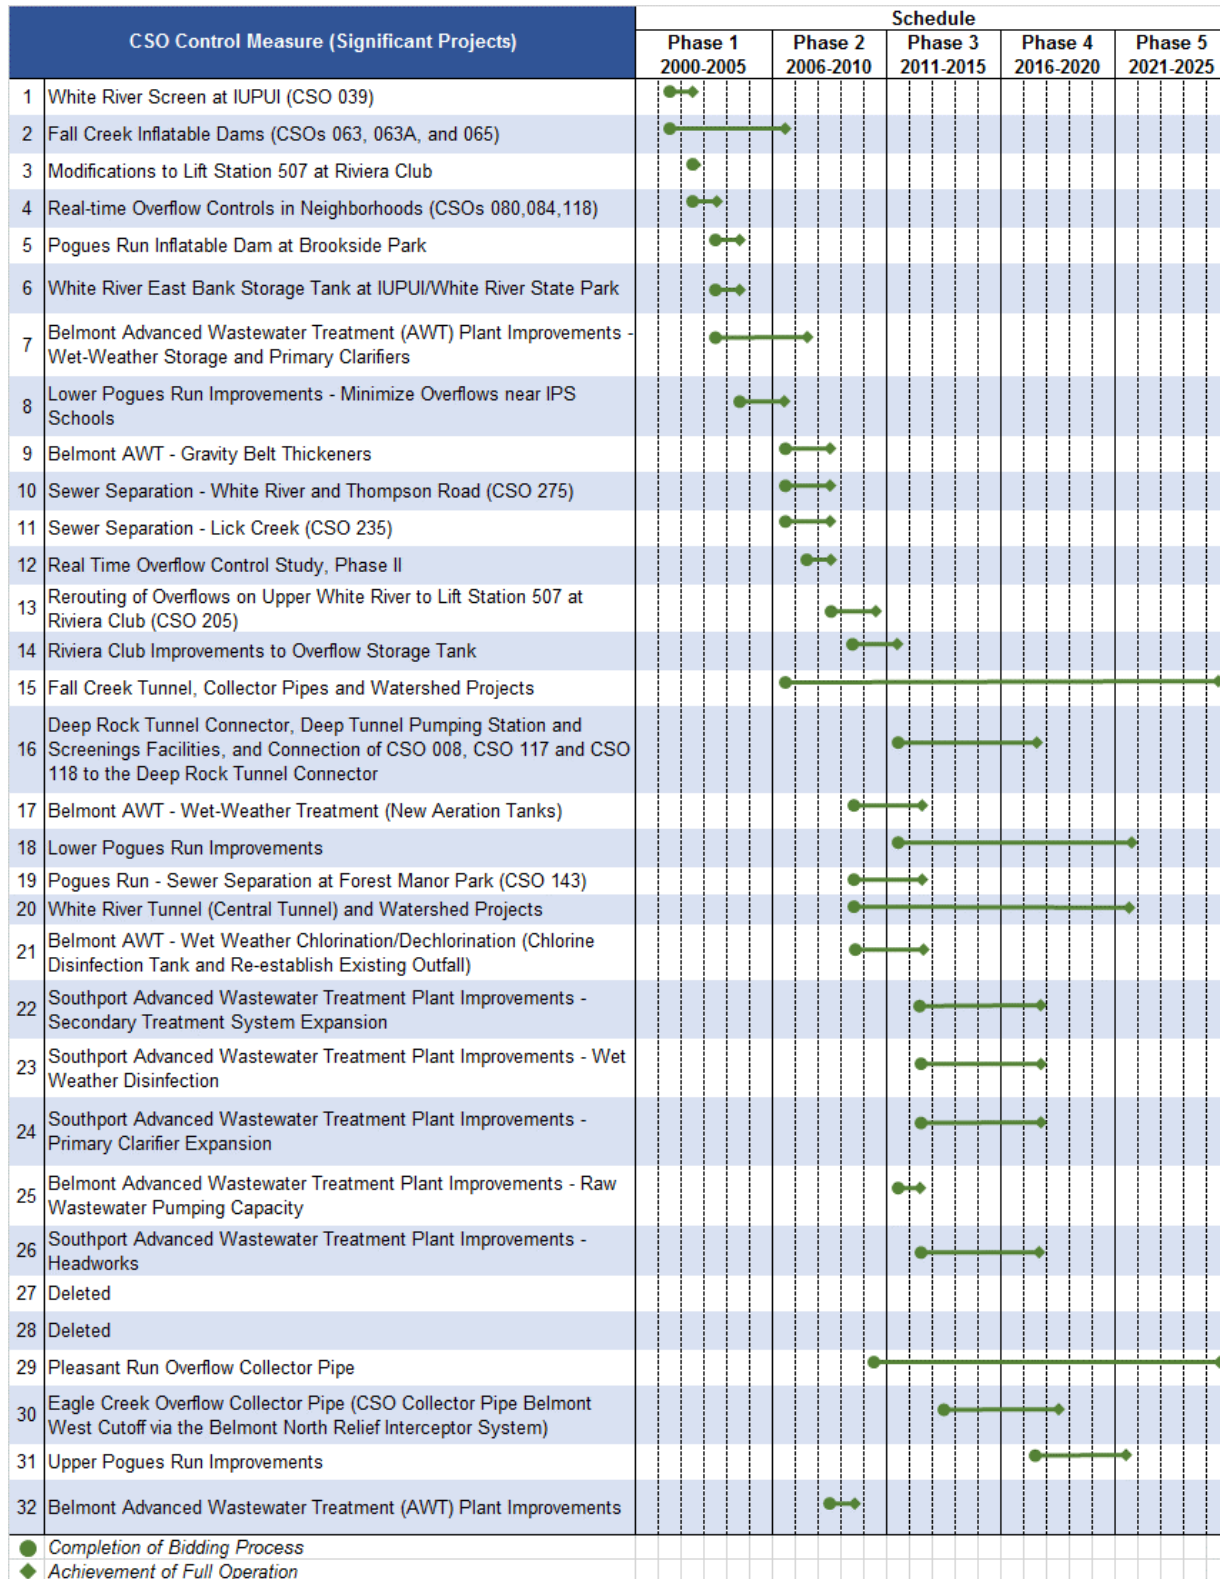 CSO Control Measure (Significant Projects)
Schedule
Phase 1
2000-2005
Phase 2
2006-2010
Phase 3
2011-2015
Phase 4
2016-2020
Phase 5
2021-2025
1 White River Screen at IUPUI (CSO 039)
2 Fall Creek Inflatable Dams (CSOs 063, 063A, and 065)
3 Modifications to Lift Station 507 at Riviera Club
4 Real-time Overflow Controls in Neighborhoods (CSOs 080,084,118)
5 Pogues Run Inflatable Dam at Brookside Park
6 White River East Bank Storage Tank at IUPUI/White River State Park
7 Belmont Advanced Wastewater Treatment (AWT) Plant Improvements -
Wet-Weather Storage and Primary Clarifiers
8 Lower Pogues Run Improvements - Minimize Overflows near IPS
Schools
9 Belmont AWT - Gravity Belt Thickeners
10 Sewer Separation - White River and Thompson Road (CSO 275)
11 Sewer Separation - Lick Creek (CSO 235)
12 Real Time Overflow Control Study, Phase II
13 Rerouting of Overflows on Upper White River to Lift Station 507 at
Riviera Club (CSO 205)
14 Riviera Club Improvements to Overflow Storage Tank
15 Fall Creek Tunnel, Collector Pipes and Watershed Projects
16 Deep Rock Tunnel Connector, Deep Tunnel Pumping Station and
Screenings Facilities, and Connection of CSO 008, CSO 117 and CSO
118 to the Deep Rock Tunnel Connector
17 Belmont AWT - Wet-Weather Treatment (New Aeration Tanks)
18 Lower Pogues Run Improvements
19 Pogues Run - Sewer Separation at Forest Manor Park (CSO 143)
20 White River Tunnel (Central Tunnel) and Watershed Projects
21 Belmont AWT - Wet Weather Chlorination/Dechlorination (Chlorine
Disinfection Tank and Re-establish Existing Outfall)
22 Southport Advanced Wastewater Treatment Plant Improvements -
Secondary Treatment System Expansion
23 Southport Advanced Wastewater Treatment Plant Improvements - Wet
Weather Disinfection
24 Southport Advanced Wastewater Treatment Plant Improvements -
Primary Clarifier Expansion
25 Belmont Advanced Wastewater Treatment Plant Improvements - Raw
Wastewater Pumping Capacity
26 Southport Advanced Wastewater Treatment Plant Improvements -
Headworks
27 Deleted
28 Deleted
29 Pleasant Run Overflow Collector Pipe
30 Eagle Creek Overflow Collector Pipe (CSO Collector Pipe Belmont
West Cutoff via the Belmont North Relief Interceptor System)
31 Upper Pogues Run Improvements
32 Belmont Advanced Wastewater Treatment (AWT) Plant Improvements
Completion of Bidding Process
Achievement of Full Operation